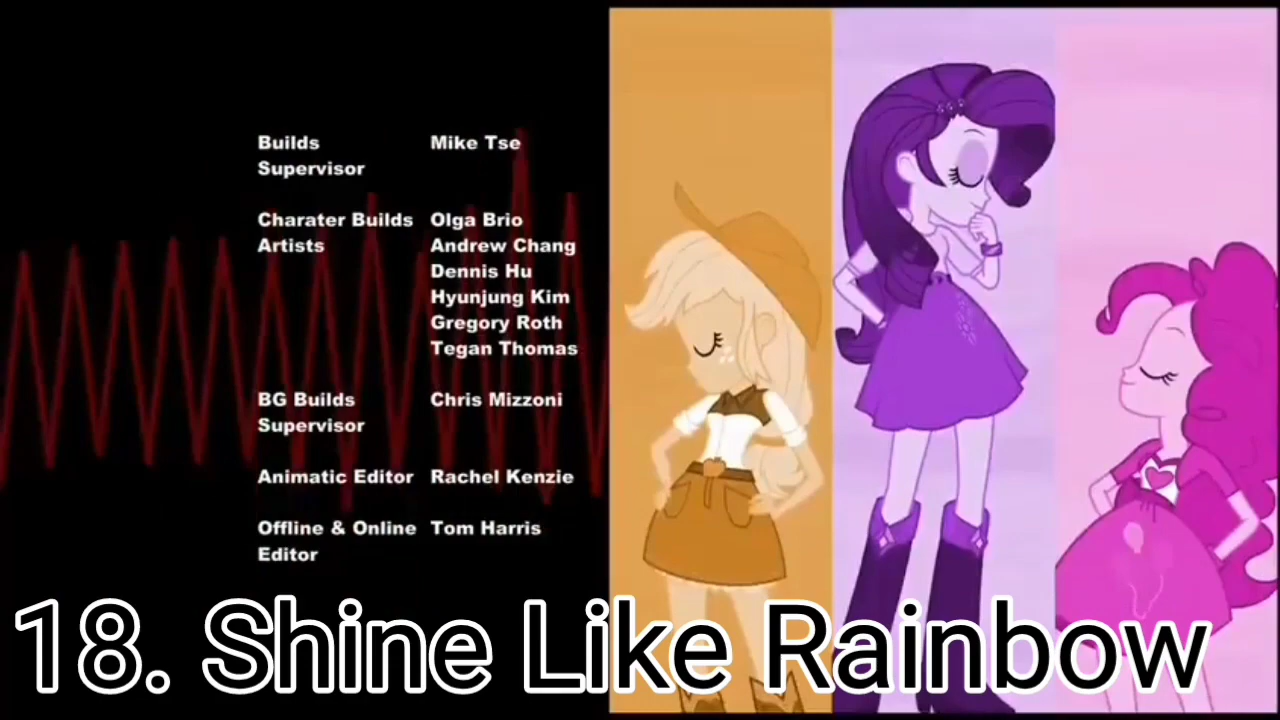 Builds Mike Tse
Supervisor
Charater Builds Olga Brio
Artists Andrew Chang
Dennis Hu
Hyunjung Kim
Gregory Roth
Tegan Thomas
BG Builds Chris Mizzoni
Supervisor
Animatic Editor Rachel Kenzie
Offline & Online Tom Harris
Editor
18. Shine Like Rainbow